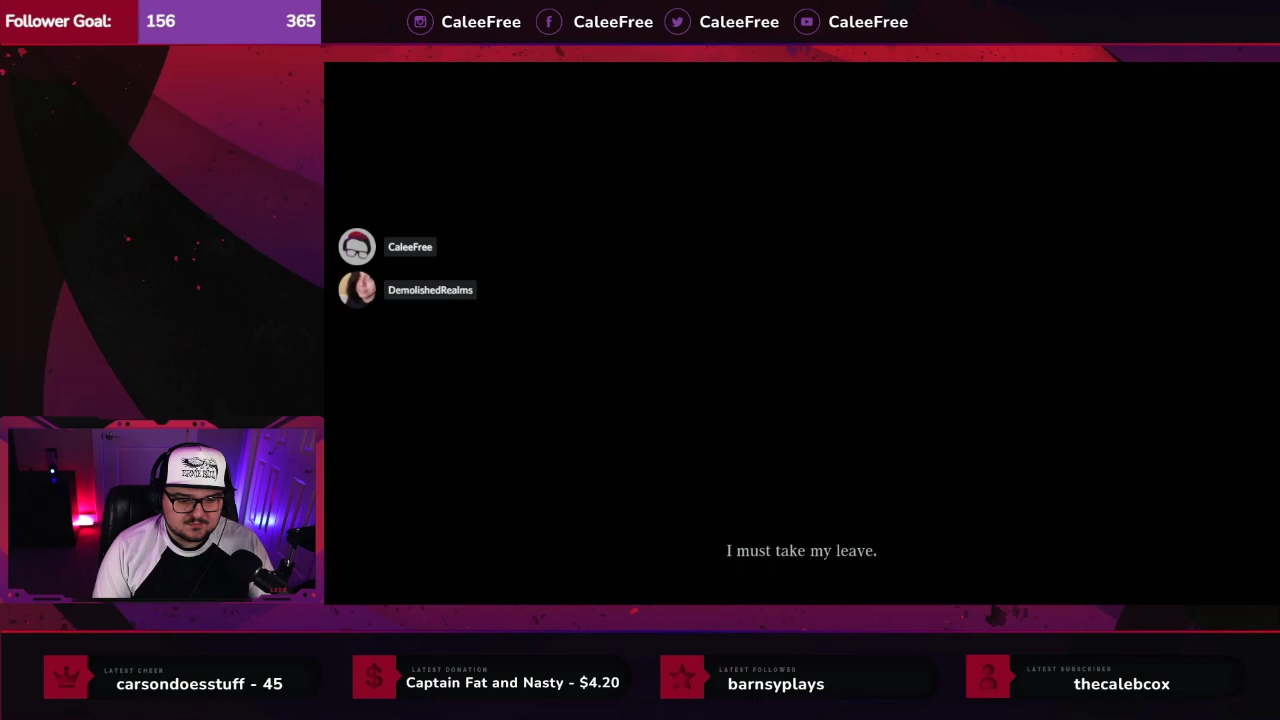 Follower Goal: 156 365
CaleeFree CaleeFree CaleeFree CaleeFree
CaleeFree
DemolishedRealms
I must take my leave.
LIVE
LATEST CHEER
carsondoesstuff - 45
LATEST DONATION
Captain Fat and Nasty - $4.20
LATEST FOLLOWER
barnsyplays
LATEST SUBSCRIBER
thecalebcox